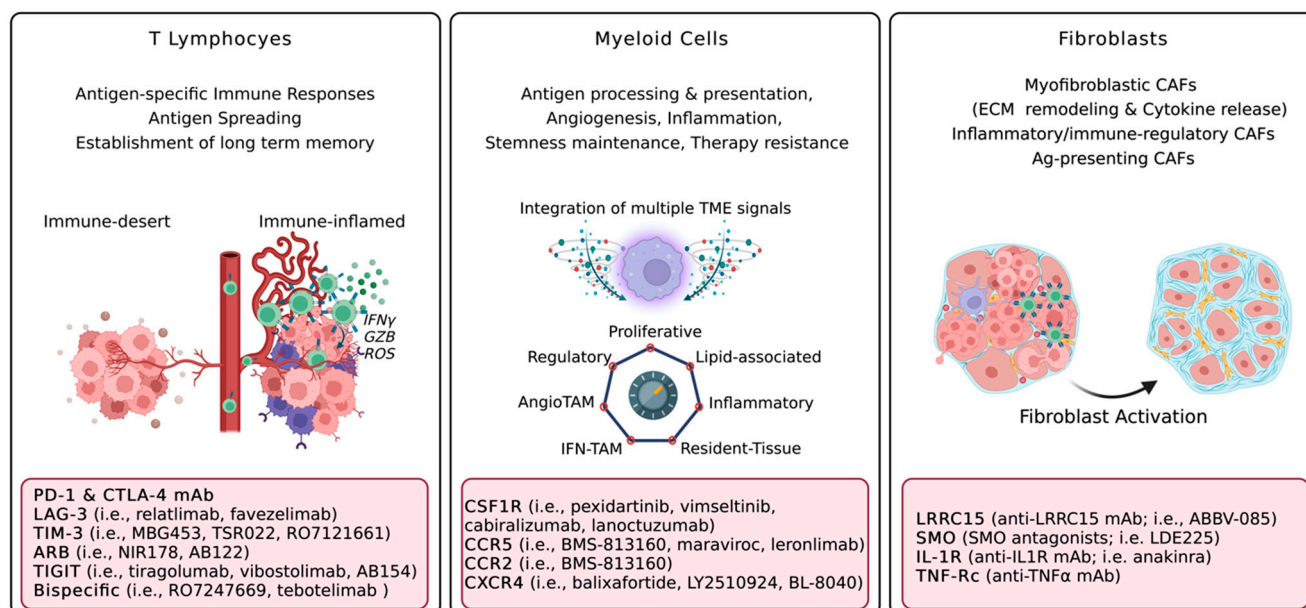 T Lymphocyes
Antigen-specific Immune Responses
Antigen Spreading
Establishment of long term memory
Immune-desert
Immune-inflamed
IFNγ
GZB
ROS
PD-1 & CTLA-4 mAb
LAG-3 (i.e., relatlimab, favezelimab)
TIM-3 (i.e., MBG453, TSR022, RO7121661)
ARB (i.e., NIR178, AB122)
TIGIT (i.e., tiragolumab, vibostolimab, AB154)
Bispecific (i.e., RO7247669, tebotelimab )
Myeloid Cells
Antigen processing & presentation,
Angiogenesis, Inflammation,
Stemness maintenance, Therapy resistance
Integration of multiple TME signals
Proliferative
Regulatory
Lipid-associated
AngioTAM
Inflammatory
IFN-TAM
Resident-Tissue
CSF1R (i.e., pexidartinib, vimseltinib,
cabiralizumab, lanoctuzumab)
CCR5 (i.e., BMS-813160, maraviroc, leronlimab)
CCR2 (i.e., BMS-813160)
CXCR4 (i.e., balixafortide, LY2510924, BL-8040)
Fibroblasts
Myofibroblastic CAFs
(ECM remodeling & Cytokine release)
Inflammatory/immune-regulatory CAFs
Ag-presenting CAFs
Fibroblast Activation
LRRC15 (anti-LRRC15 mAb; i.e., ABBV-085)
SMO (SMO antagonists; i.e. LDE225)
IL-1R (anti-IL1R mAb; i.e. anakinra)
TNF-Rc (anti-TNFα mAb)